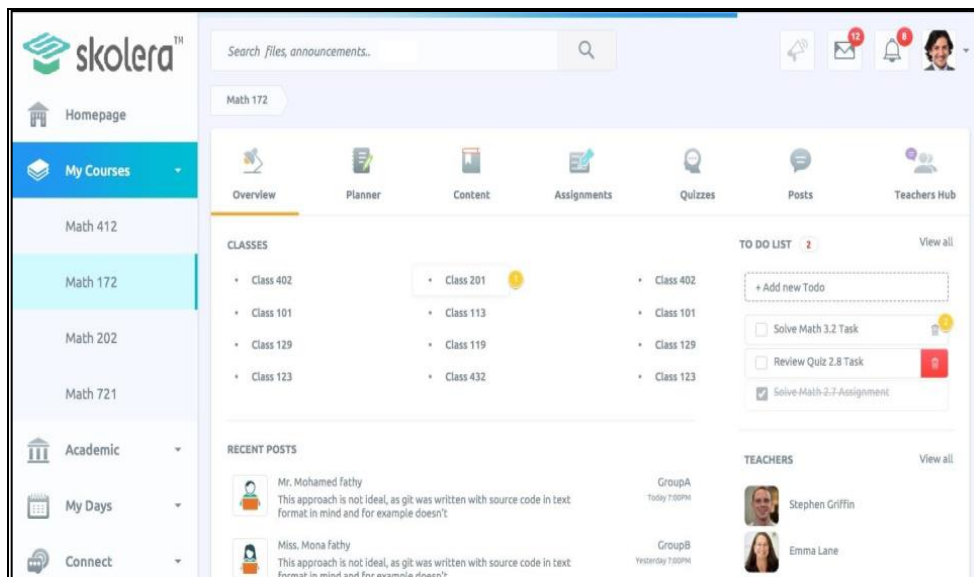 skolera™
Search files, announcements..
12
8
Homepage
My Courses
Math 412
Math 172
Math 202
Math 721
Academic
My Days
Connect
Math 172
Overview
Planner
Content
Assignments
Quizzes
Posts
Teachers Hub
CLASSES
Class 402
Class 201
Class 402
Class 101
Class 113
Class 101
Class 129
Class 119
Class 129
Class 123
Class 432
Class 123
TO DO LIST 2
View all
+ Add new Todo
Solve Math 3.2 Task
Review Quiz 2.8 Task
Solve Math 2.7 Assignment
RECENT POSTS
Mr. Mohamed fathy
GroupA
This approach is not ideal, as git was written with source code in text
Today 7:00PM
format in mind and for example doesn't
Miss. Mona fathy
GroupB
This approach is not ideal, as git was written with source code in text
Yesterday 7:00PM
format in mind and for example doesn't
TEACHERS
View all
Stephen Griffin
Emma Lane